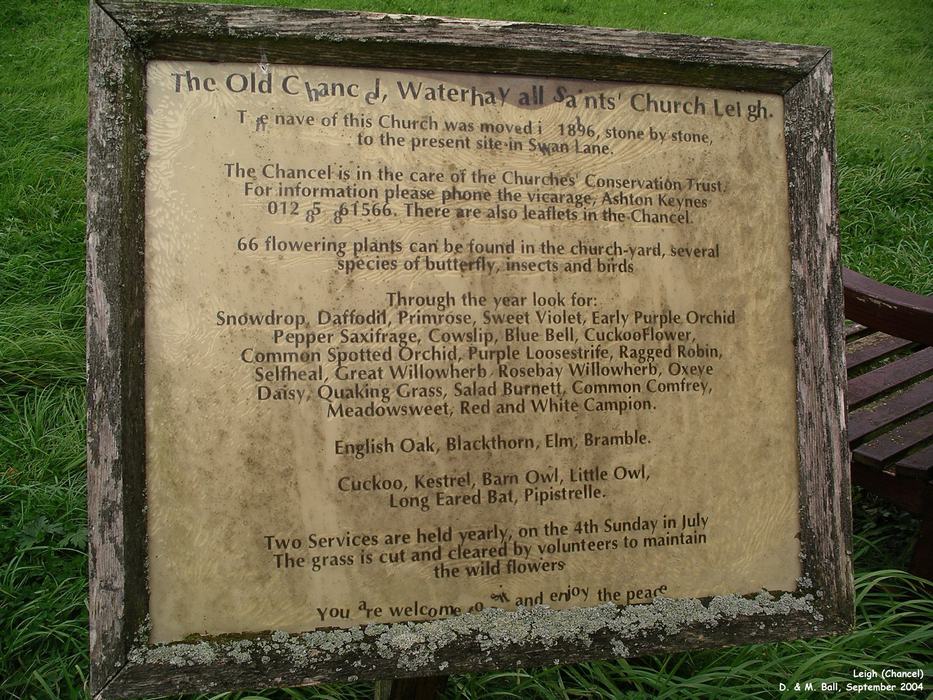 The Old Chancel, Waterhay all Saints' Church Leigh.
The nave of this Church was moved i 1896, stone by stone,
to the present site in Swan Lane.
The Chancel is in the care of the Churches' Conservation Trust.
For information please phone the vicarage, Ashton Keynes
01285 861566. There are also leaflets in the Chancel.
66 flowering plants can be found in the church-yard, several
species of butterfly, insects and birds
Through the year look for:
Snowdrop, Daffodil, Primrose, Sweet Violet, Early Purple Orchid
Pepper Saxifrage, Cowslip, Blue Bell, CuckooFlower,
Common Spotted Orchid, Purple Loosestrife, Ragged Robin,
Selfheal, Great Willowherb, Rosebay Willowherb, Oxeye
Daisy, Quaking Grass, Salad Burnett, Common Comfrey,
Meadowsweet, Red and White Campion.
English Oak, Blackthorn, Elm, Bramble.
Cuckoo, Kestrel, Barn Owl, Little Owl,
Long Eared Bat, Pipistrelle.
Two Services are held yearly, on the 4th Sunday in July
The grass is cut and cleared by volunteers to maintain
the wild flowers
You are welcome to sit and enjoy the peace
Leigh (Chancel)
D. & M. Ball, September 2004